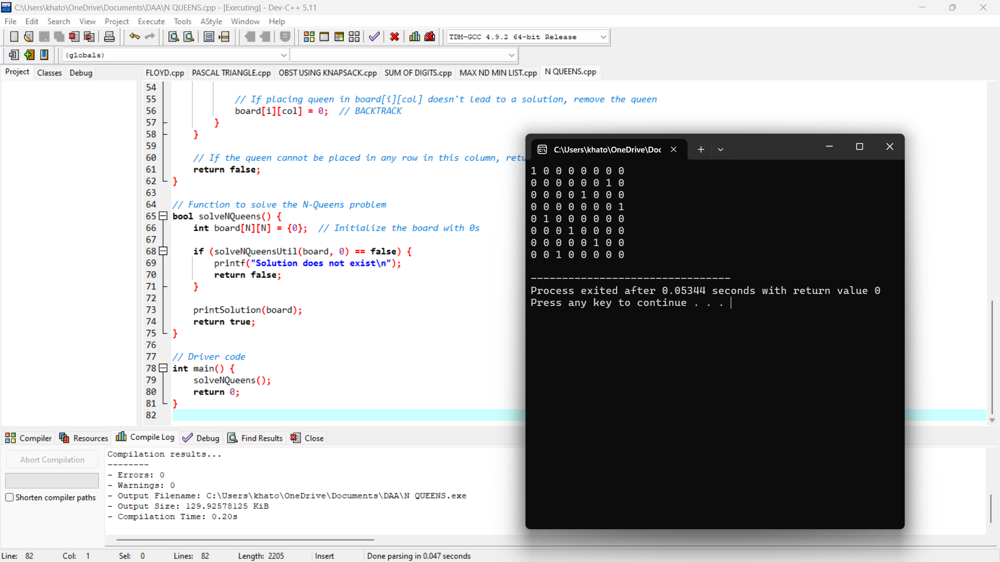 C:\Users\khato\OneDrive\Documents\DAA\N QUEENS.cpp - [Executing] - Dev-C++ 5.11
File Edit Search View Project Execute Tools AStyle Window Help
TDM-GCC 4.9.2 64-bit Release
(globals)
Project Classes Debug
FLOYD.cpp PASCAL TRIANGLE.cpp OBST USING KNAPSACK.cpp SUM OF DIGITS.cpp MAX ND MIN LIST.cpp N QUEENS.cpp
54
55 // If placing queen in board[i][col] doesn't lead to a solution, remove the queen
56 board[i][col] = 0; // BACKTRACK
57 }
58 }
59
60 // If the queen cannot be placed in any row in this column, retu
61 return false;
62 }
63
64 // Function to solve the N-Queens problem
65 bool solveNQueens() {
66 int board[N][N] = {0}; // Initialize the board with 0s
67
68 if (solveNQueensUtil(board, 0) == false) {
69 printf("Solution does not exist\n");
70 return false;
71 }
72
73 printSolution(board);
74 return true;
75 }
76
77 // Driver code
78 int main() {
79 solveNQueens();
80 return 0;
81 }
82
C:\Users\khato\OneDrive\Doc
1 0 0 0 0 0 0 0
0 0 0 0 0 0 1 0
0 0 0 0 1 0 0 0
0 0 0 0 0 0 0 1
0 1 0 0 0 0 0 0
0 0 0 1 0 0 0 0
0 0 0 0 0 1 0 0
0 0 1 0 0 0 0 0
--------------------------------
Process exited after 0.05344 seconds with return value 0
Press any key to continue . . .
Compiler Resources Compile Log Debug Find Results Close
Abort Compilation
Shorten compiler paths
Compilation results...
--------
- Errors: 0
- Warnings: 0
- Output Filename: C:\Users\khato\OneDrive\Documents\DAA\N QUEENS.exe
- Output Size: 129.92578125 KiB
- Compilation Time: 0.20s
Line: 82 Col: 1 Sel: 0 Lines: 82 Length: 2205 Insert Done parsing in 0.047 seconds